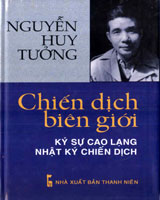 NGUYỄN HUY
TƯỞNG
Chiến dịch
biên giới
KÝ SỰ CAO LẠNG
NHẬT KÝ CHIẾN DỊCH
NHÀ XUẤT BẢN THANH NIÊN